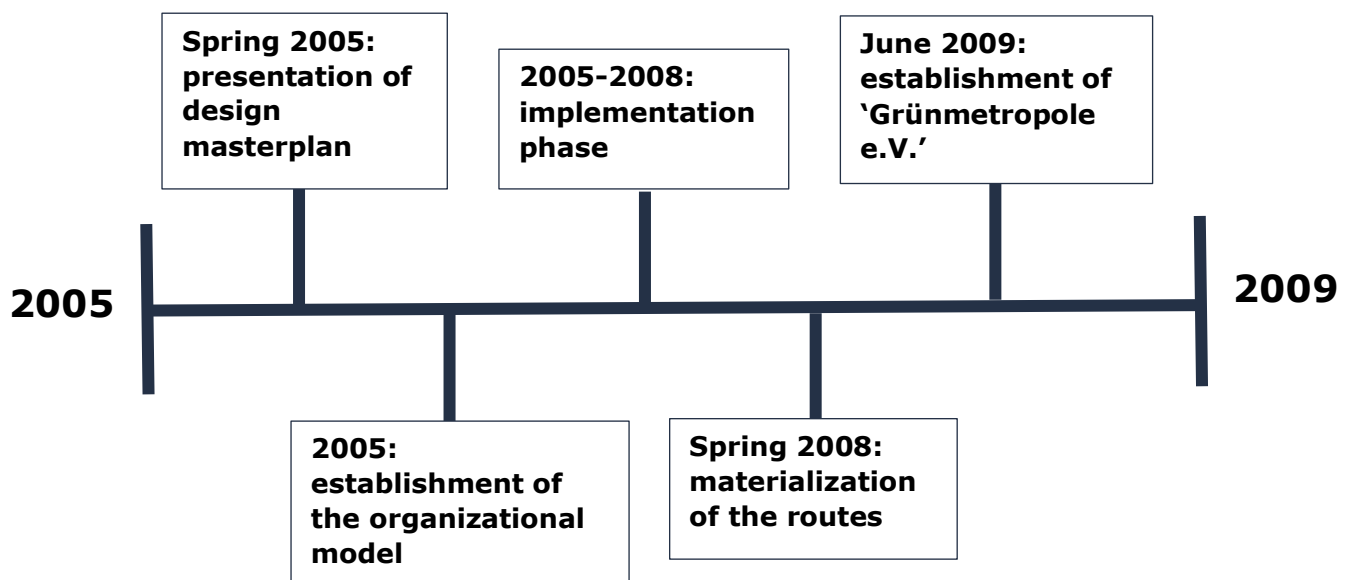 Spring 2005:
presentation of
design
masterplan
2005-2008:
implementation
phase
June 2009:
establishment of
‘Grünmetropole
e.V.’
2005
2009
2005:
establishment of
the organizational
model
Spring 2008:
materialization
of the routes